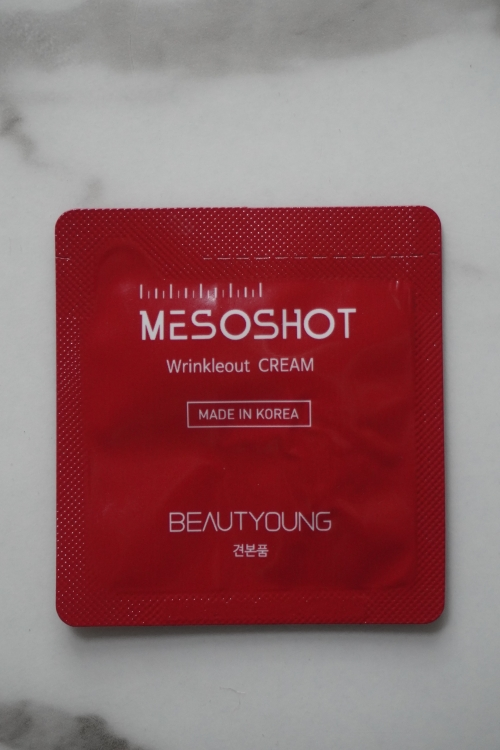 MESOSHOT
Wrinkleout CREAM
MADE IN KOREA
BEAUTYOUNG
견본품